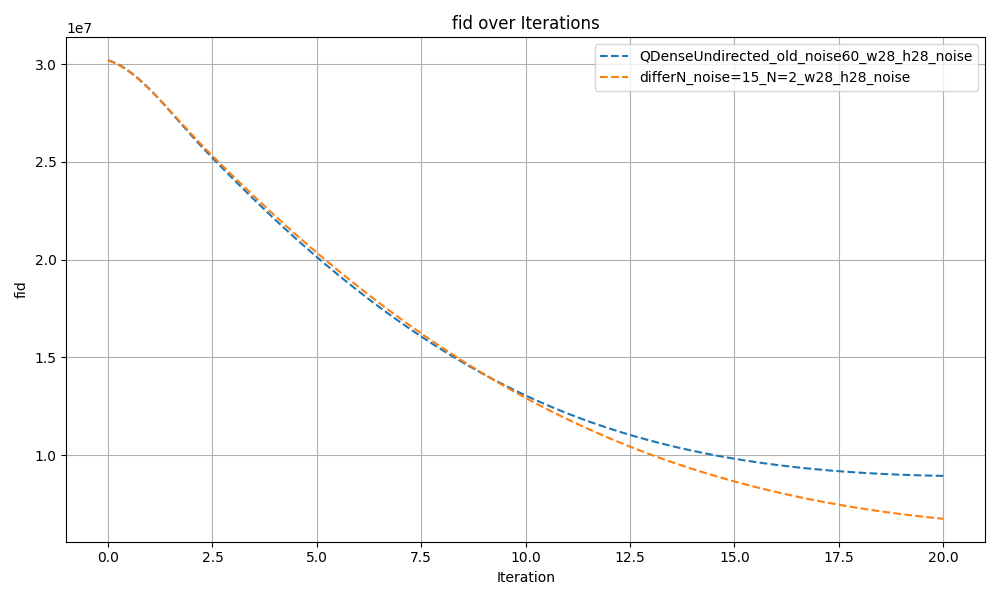 fid over Iterations
1e7
QDenseUndirected_old_noise60_w28_h28_noise
differN_noise=15_N=2_w28_h28_noise
3.0
2.5
2.0
1.5
1.0
fid
0.0 2.5 5.0 7.5 10.0 12.5 15.0 17.5 20.0
Iteration